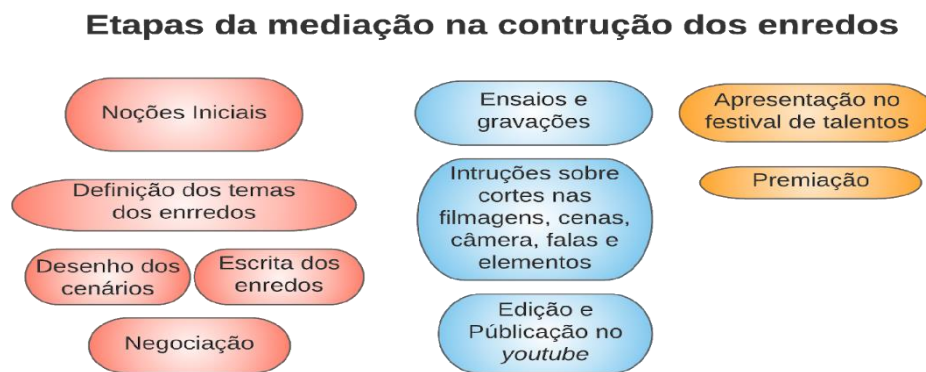 Etapas da mediação na contrução dos enredos
Noções Iniciais
Definição dos temas
dos enrredos
Desenho dos
cenários
Escrita dos
enredos
Negociação
Ensaios e
gravações
Intruções sobre
cortes nas
filmagens, cenas,
câmera, falas e
elementos
Edição e
Públicação no
youtube
Apresentação no
festival de talentos
Premiação